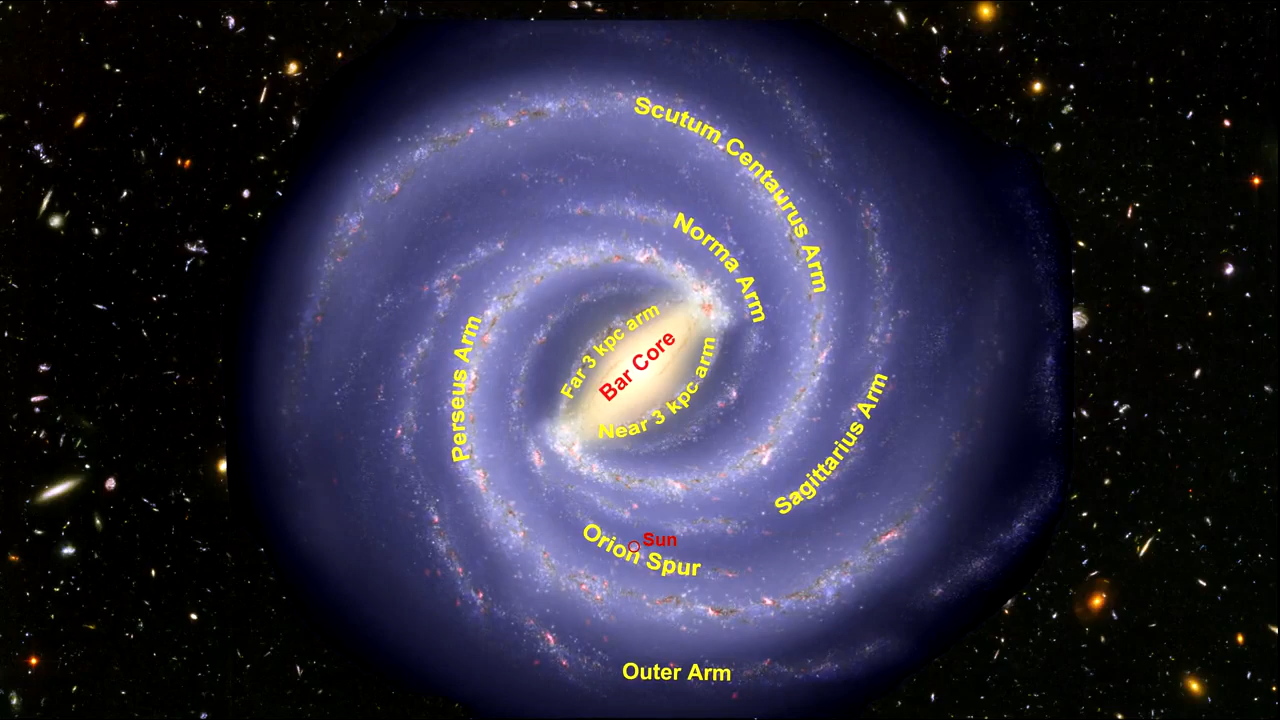 Scutum Centaurus Arm
Norma Arm
Far 3 kpc arm
Perseus Arm
Bar Core
Near 3 kpc arm
Sagittarius Arm
Sun
Orion Spur
Outer Arm